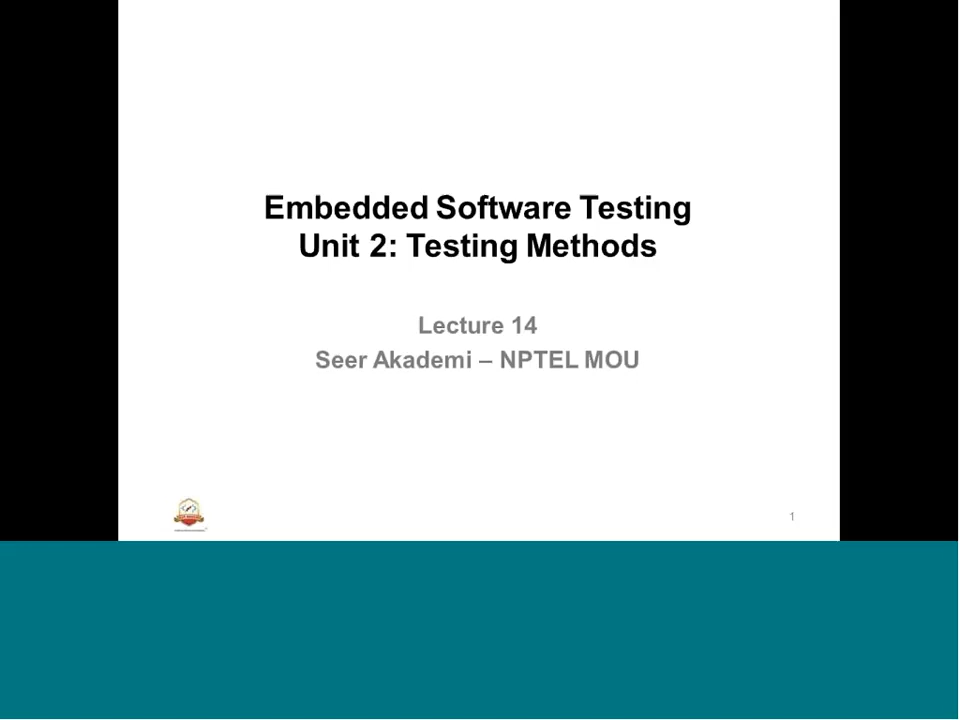 Embedded Software Testing
Unit 2: Testing Methods
Lecture 14
Seer Akademi – NPTEL MOU
1